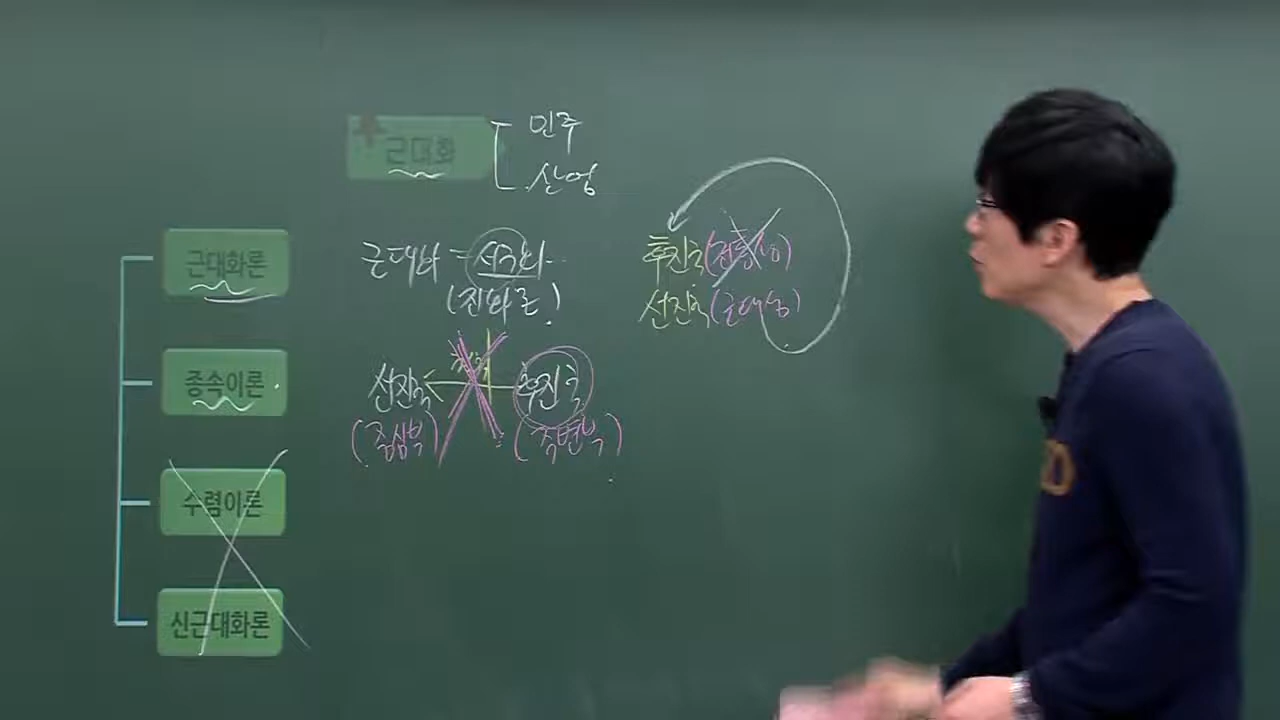 근대화
민주
산업
근대화론
근대화 = 서구화
(진화론)
후진국(전통성)
선진국(근대성)
종속이론
선진국
후진국
(중심부)
(주변부)
수렴이론
신근대화론